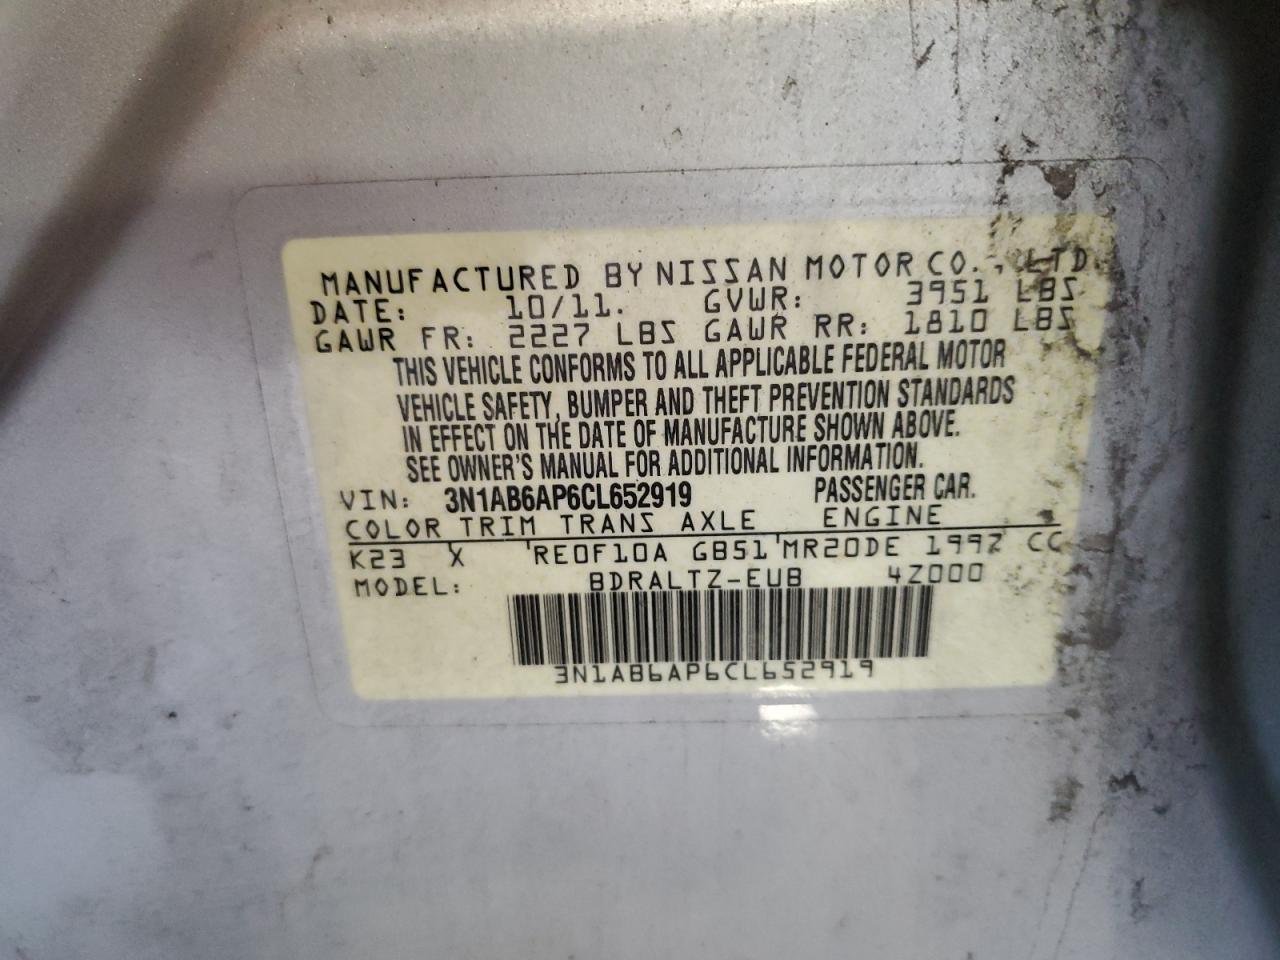 MANUFACTURED BY NISSAN MOTOR CO., LTD.
DATE: 10/11. GVWR: 3951 LBS
GAWR FR: 2227 LBS GAWR RR: 1810 LBS
THIS VEHICLE CONFORMS TO ALL APPLICABLE FEDERAL MOTOR
VEHICLE SAFETY, BUMPER AND THEFT PREVENTION STANDARDS
IN EFFECT ON THE DATE OF MANUFACTURE SHOWN ABOVE.
SEE OWNER'S MANUAL FOR ADDITIONAL INFORMATION.
VIN: 3N1AB6AP6CL652919 PASSENGER CAR.
COLOR TRIM TRANS AXLE ENGINE
K23 X RE0F10A GB51 MR20DE 1997 CC
MODEL: BDRALTZ-EUB 4Z000
3N1AB6AP6CL652919